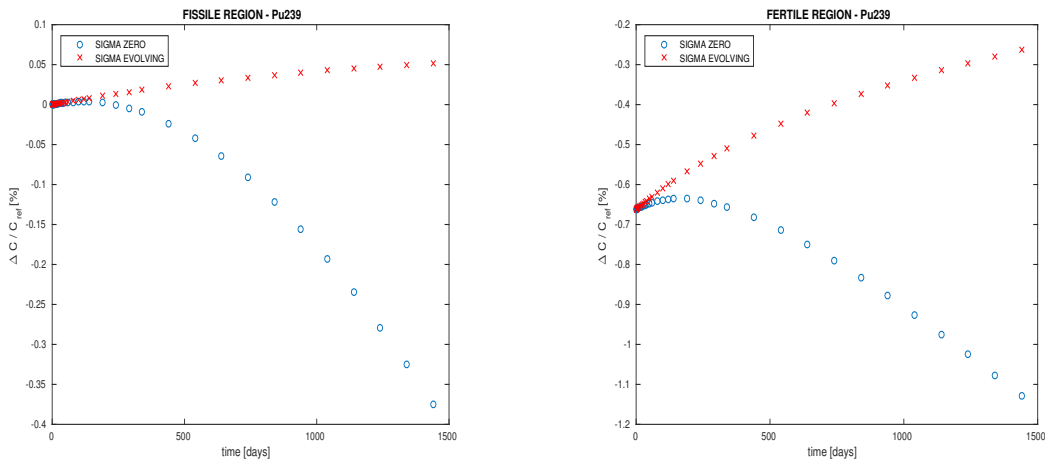 FISSILE REGION - Pu239
0.1
0.05
0
-0.05
-0.1
-0.15
-0.2
-0.25
-0.3
-0.35
-0.4
Δ C / C ref [%]
SIGMA ZERO
SIGMA EVOLVING
0 500 1000 1500
time [days]
FERTILE REGION - Pu239
-0.2
-0.3
-0.4
-0.5
-0.6
-0.7
-0.8
-0.9
-1
-1.1
-1.2
Δ C / C ref [%]
SIGMA ZERO
SIGMA EVOLVING
0 500 1000 1500
time [days]